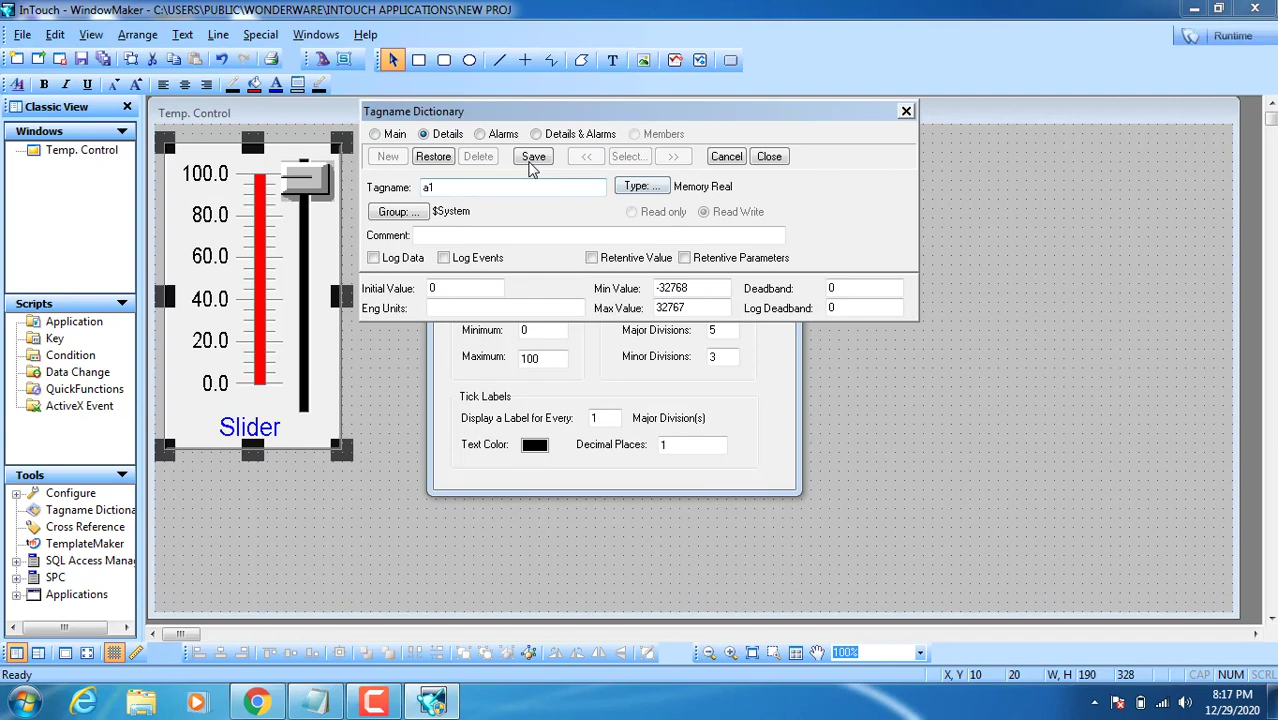 InTouch - WindowMaker - C:\USERS\PUBLIC\WONDERWARE\INTOUCH APPLICATIONS\NEW PROJ
File Edit View Arrange Text Line Special Windows Help
Runtime
Classic View
Windows
Temp. Control
Scripts
Application
Key
Condition
Data Change
QuickFunctions
ActiveX Event
Tools
Configure
Tagname Dictiona
Cross Reference
TemplateMaker
SQL Access Mana
SPC
Applications
Temp. Control
100.0
80.0
60.0
40.0
20.0
0.0
Slider
Tagname Dictionary
Main Details Alarms Details & Alarms Members
New Restore Delete Save << Select... >> Cancel Close
Tagname: a1 Type: ... Memory Real
Group: ... $System Read only Read Write
Comment:
Log Data Log Events Retentive Value Retentive Parameters
Initial Value: 0 Min Value: -32768 Deadband: 0
Eng Units: Max Value: 32767 Log Deadband: 0
Minimum: 0 Major Divisions: 5
Maximum: 100 Minor Divisions: 3
Tick Labels
Display a Label for Every: 1 Major Division(s)
Text Color: Decimal Places: 1
100%
Ready X, Y 10 20 W, H 190 328 CAP NUM SCRL
8:17 PM
12/29/2020